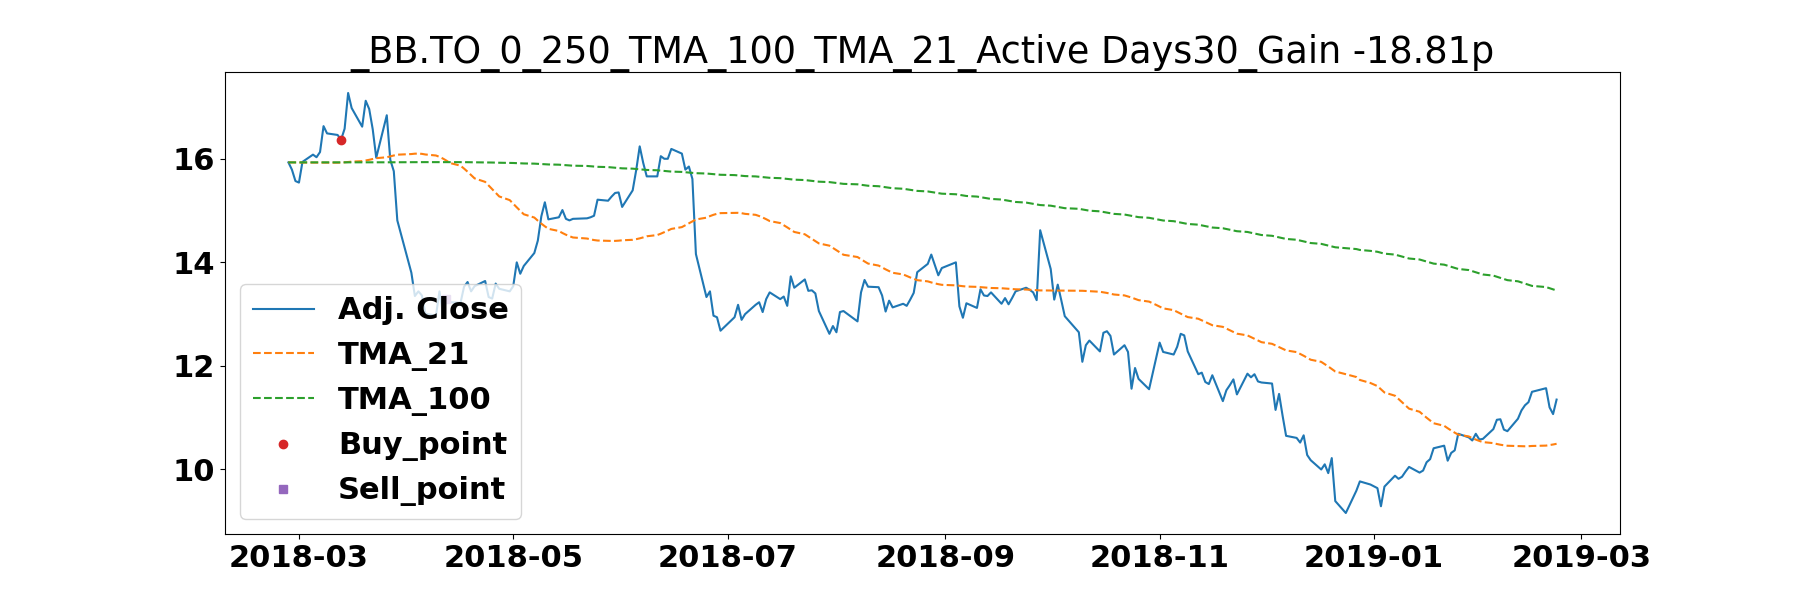 _BB.TO_0_250_TMA_100_TMA_21_Active Days30_Gain -18.81p
16
14
12
10
Adj. Close
TMA_21
TMA_100
Buy_point
Sell_point
2018-03 2018-05 2018-07 2018-09 2018-11 2019-01 2019-03